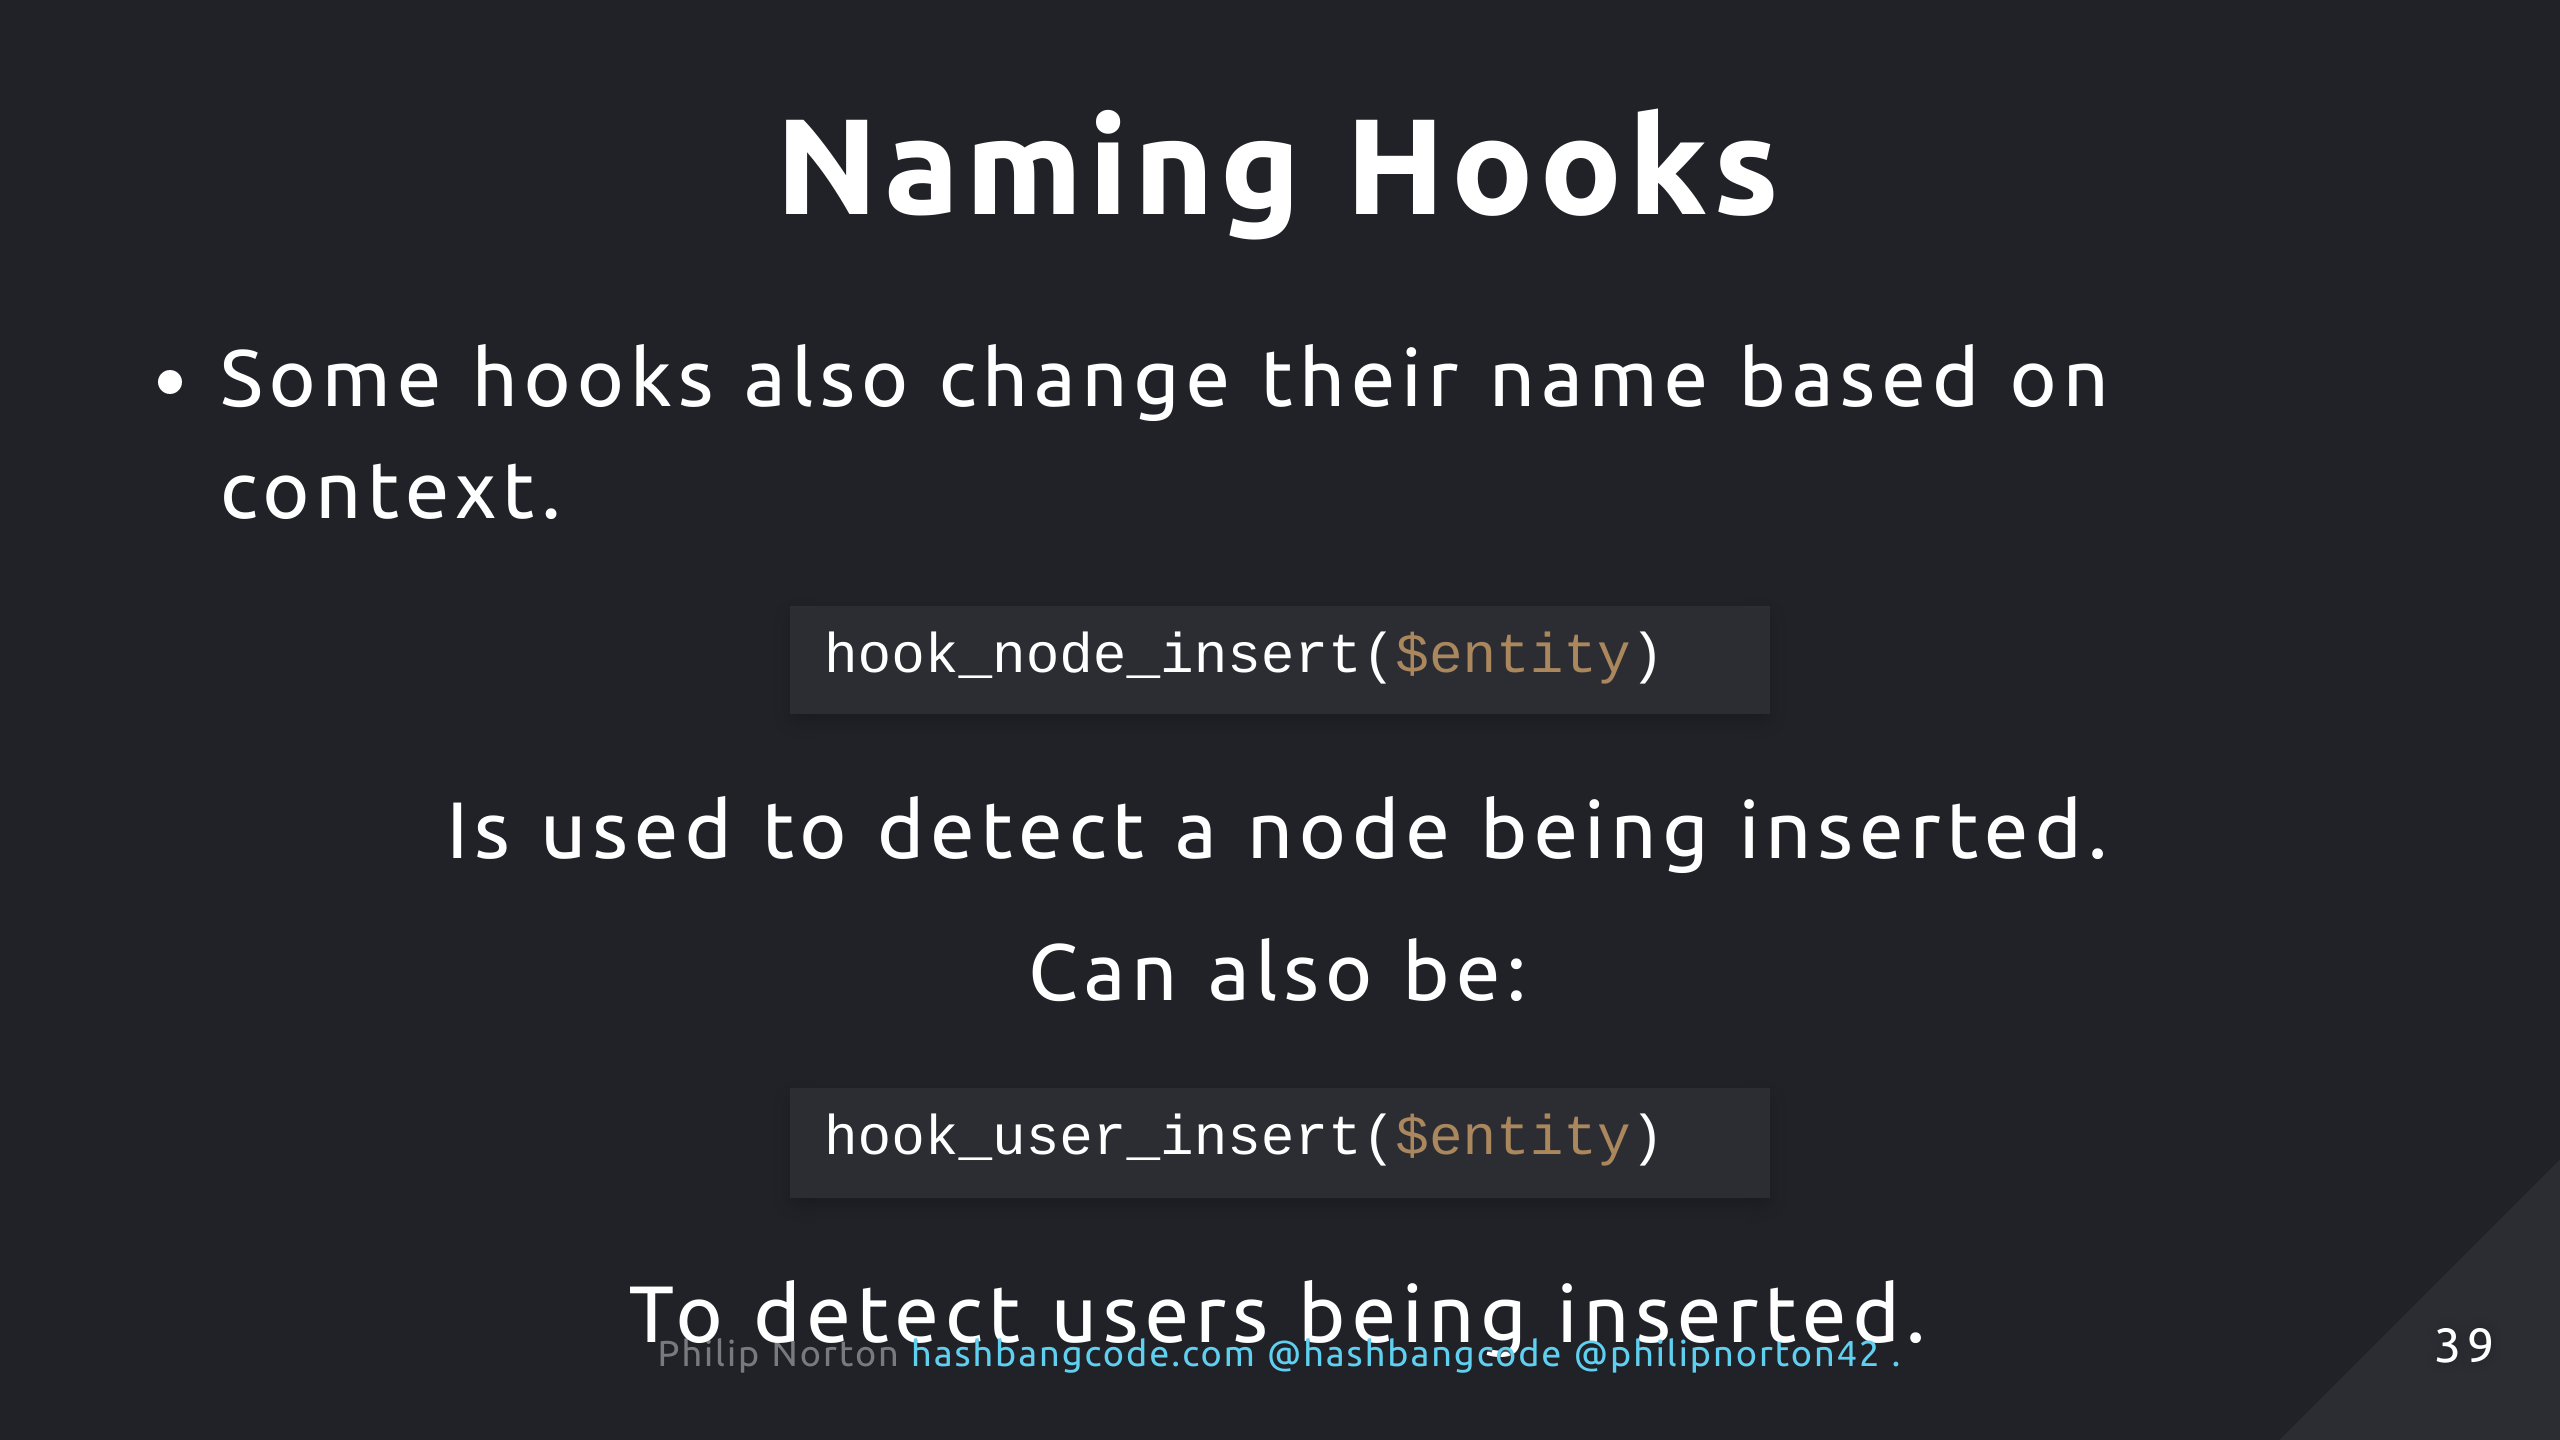 Naming Hooks
• Some hooks also change their name based on
context.
hook_node_insert($entity)
Is used to detect a node being inserted.
Can also be:
hook_user_insert($entity)
To detect users being inserted.
Philip Norton hashbangcode.com @hashbangcode @philipnorton42 .
39